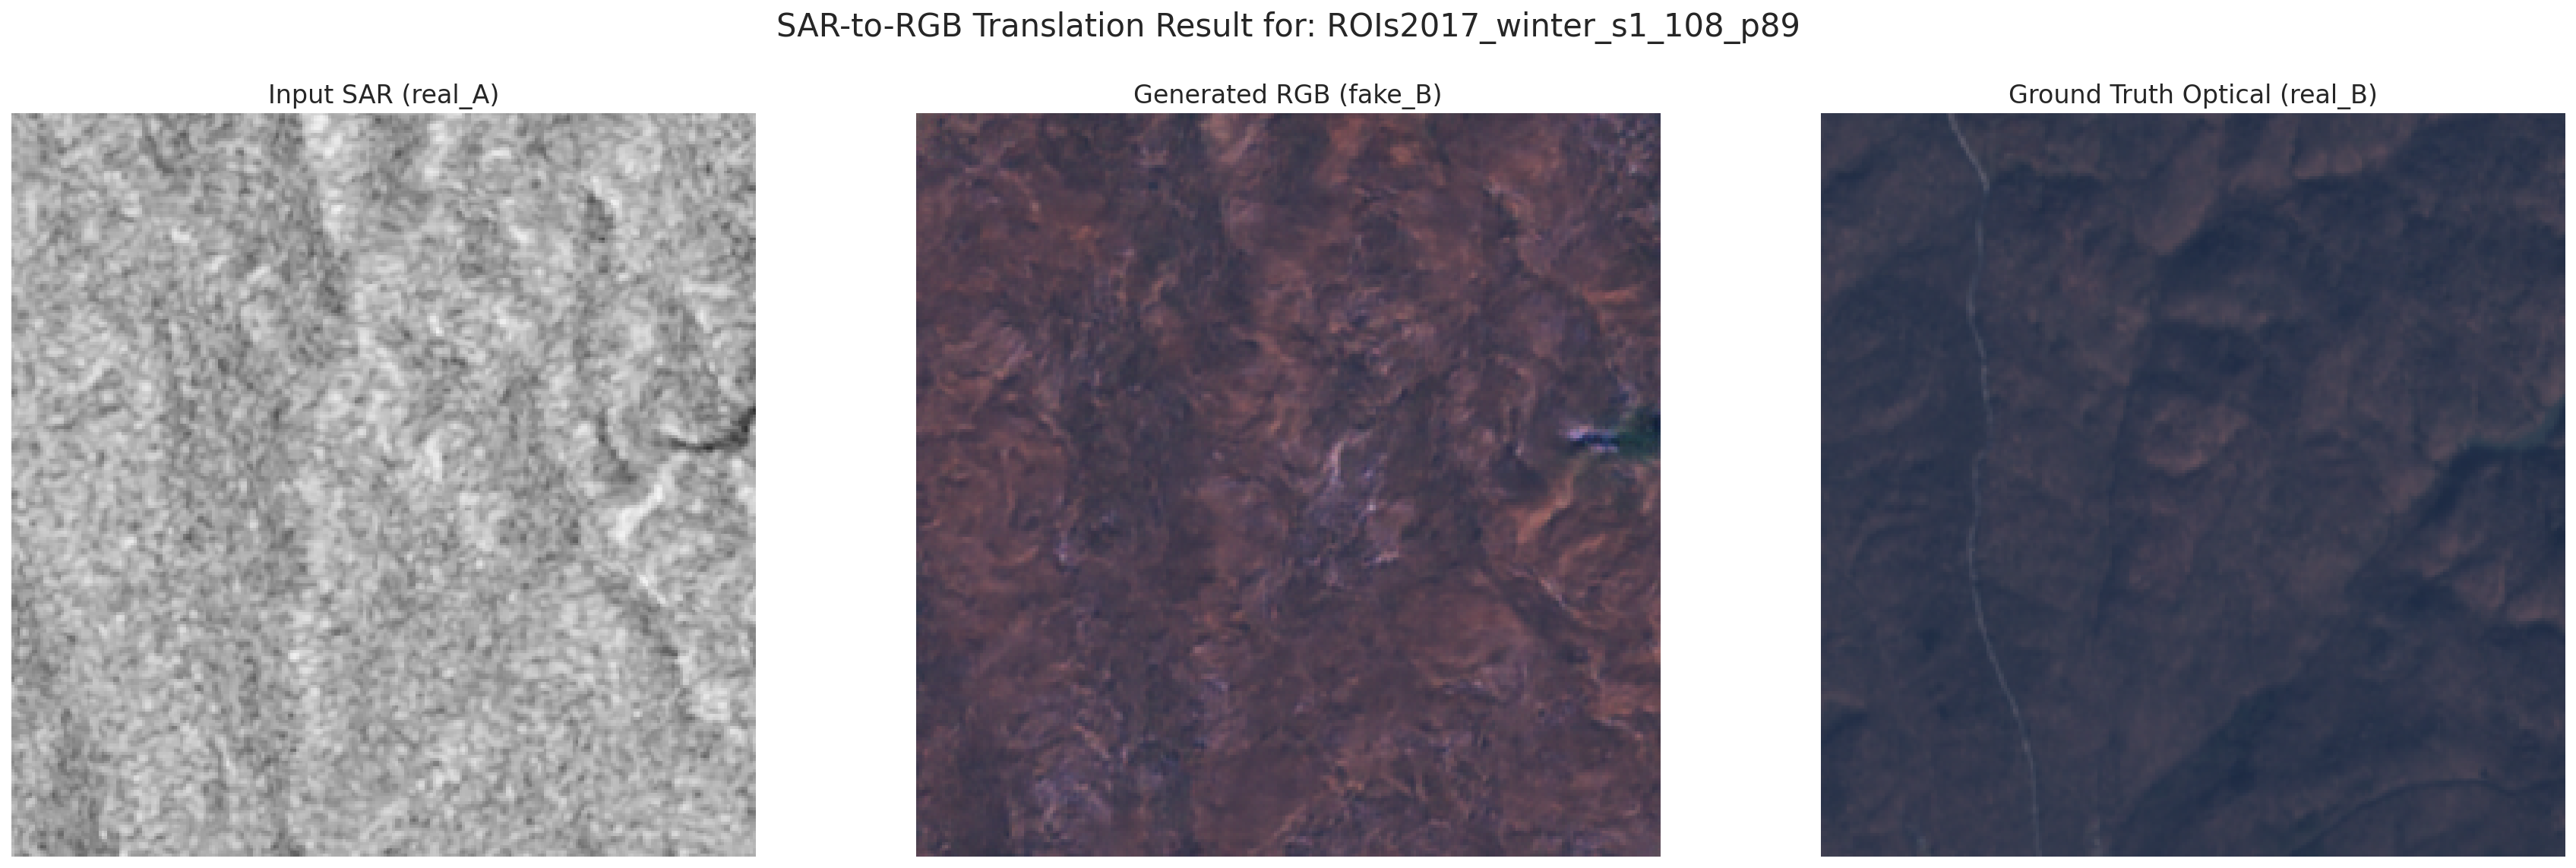 SAR-to-RGB Translation Result for: ROIs2017_winter_s1_108_p89
Input SAR (real_A)
Generated RGB (fake_B)
Ground Truth Optical (real_B)